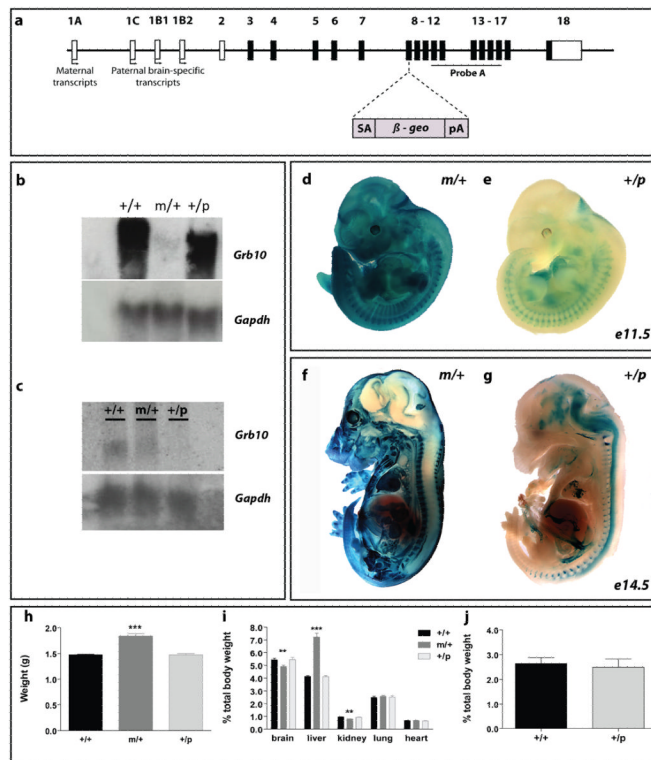 a
1A 1C 1B1 1B2 2 3 4 5 6 7 8 - 12 13 - 17 18
Maternal transcripts
Paternal brain-specific transcripts
Probe A
SA ß - geo pA
b
+/+ m/+ +/p
Grb10
Gapdh
c
+/+ m/+ +/p
Grb10
Gapdh
d m/+
e +/p
e11.5
f m/+
g +/p
e14.5
h
Weight (g)
2.0
1.5
1.0
0.5
0.0
***
+/+ m/+ +/p
i
% total body weight
8.0
7.0
6.0
5.0
4.0
3.0
2.0
1.0
0.0
** *** **
+/+
m/+
+/p
brain liver kidney lung heart
j
% total body weight
4.0
3.0
2.0
1.0
0.0
+/+ +/p